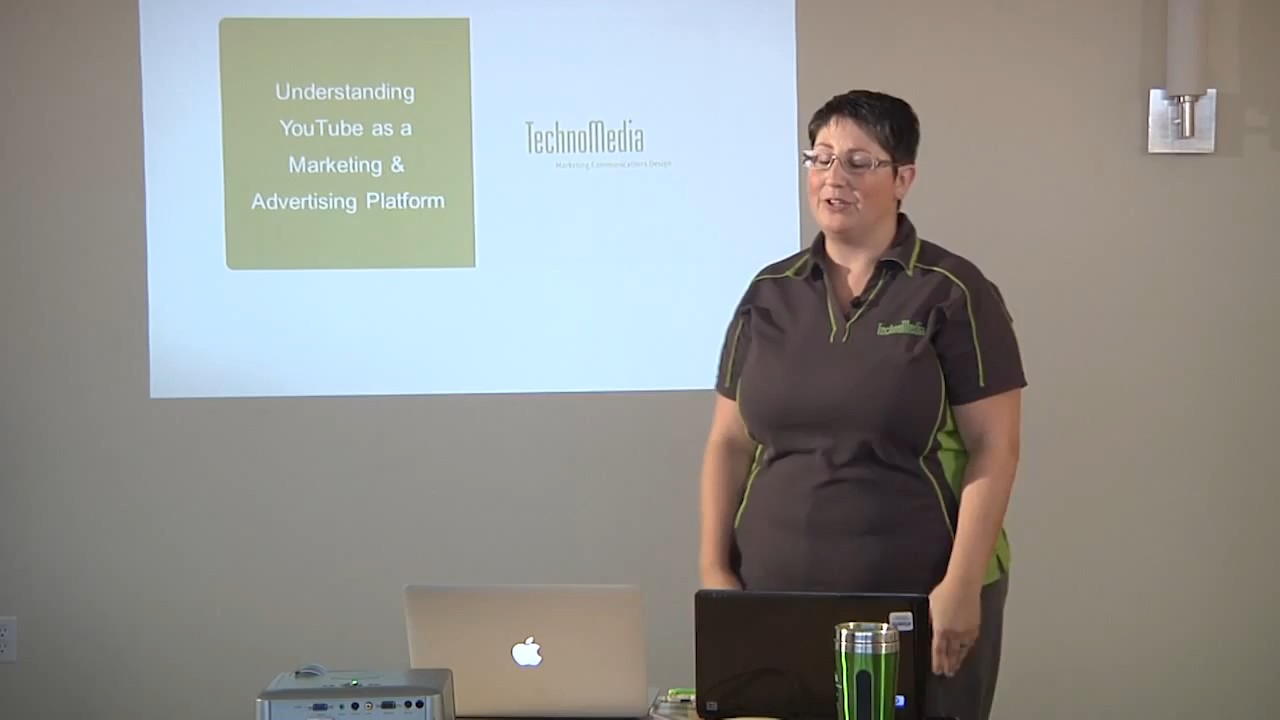 Understanding
YouTube as a
Marketing &
Advertising Platform
TechnoMedia
Marketing Communications Design
TechnoMedia